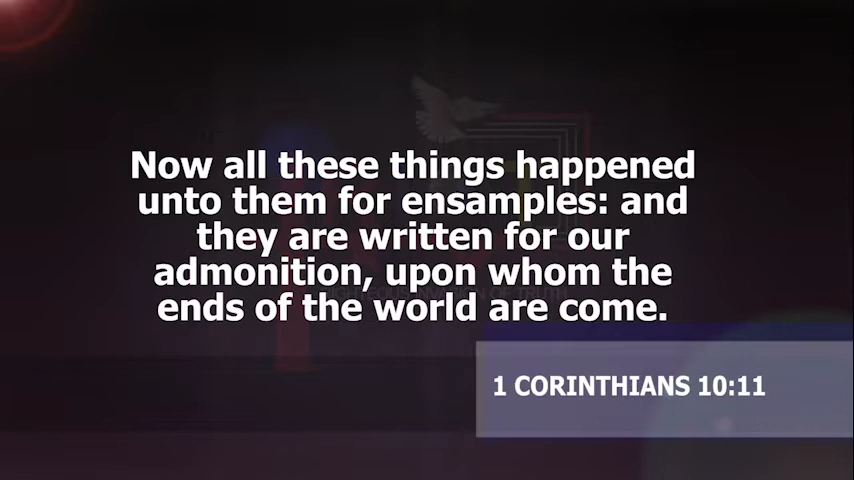 Now all these things happened
unto them for ensamples: and
they are written for our
admonition, upon whom the
ends of the world are come.
1 CORINTHIANS 10:11